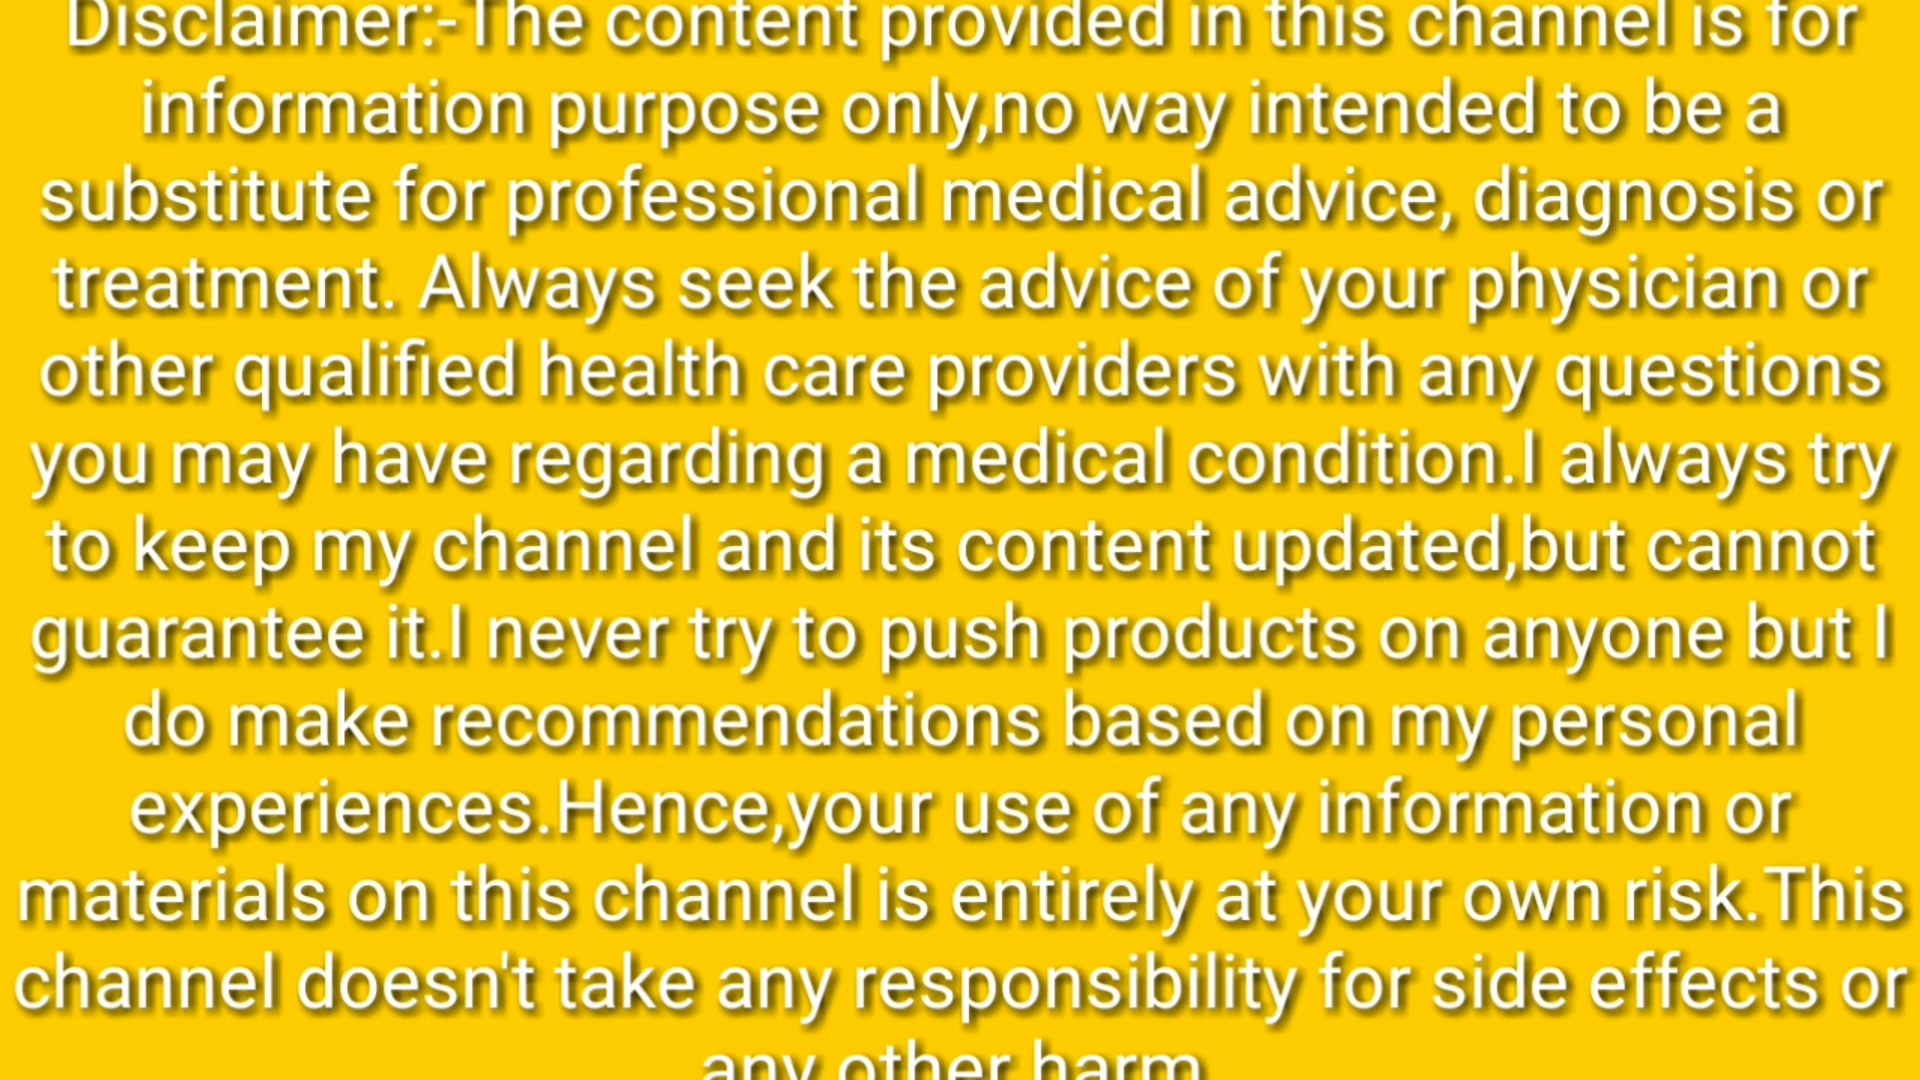 Disclaimer:-The content provided in this channel is for
information purpose only,no way intended to be a
substitute for professional medical advice, diagnosis or
treatment. Always seek the advice of your physician or
other qualified health care providers with any questions
you may have regarding a medical condition.I always try
to keep my channel and its content updated,but cannot
guarantee it.I never try to push products on anyone but I
do make recommendations based on my personal
experiences.Hence,your use of any information or
materials on this channel is entirely at your own risk.This
channel doesn't take any responsibility for side effects or
any other harm